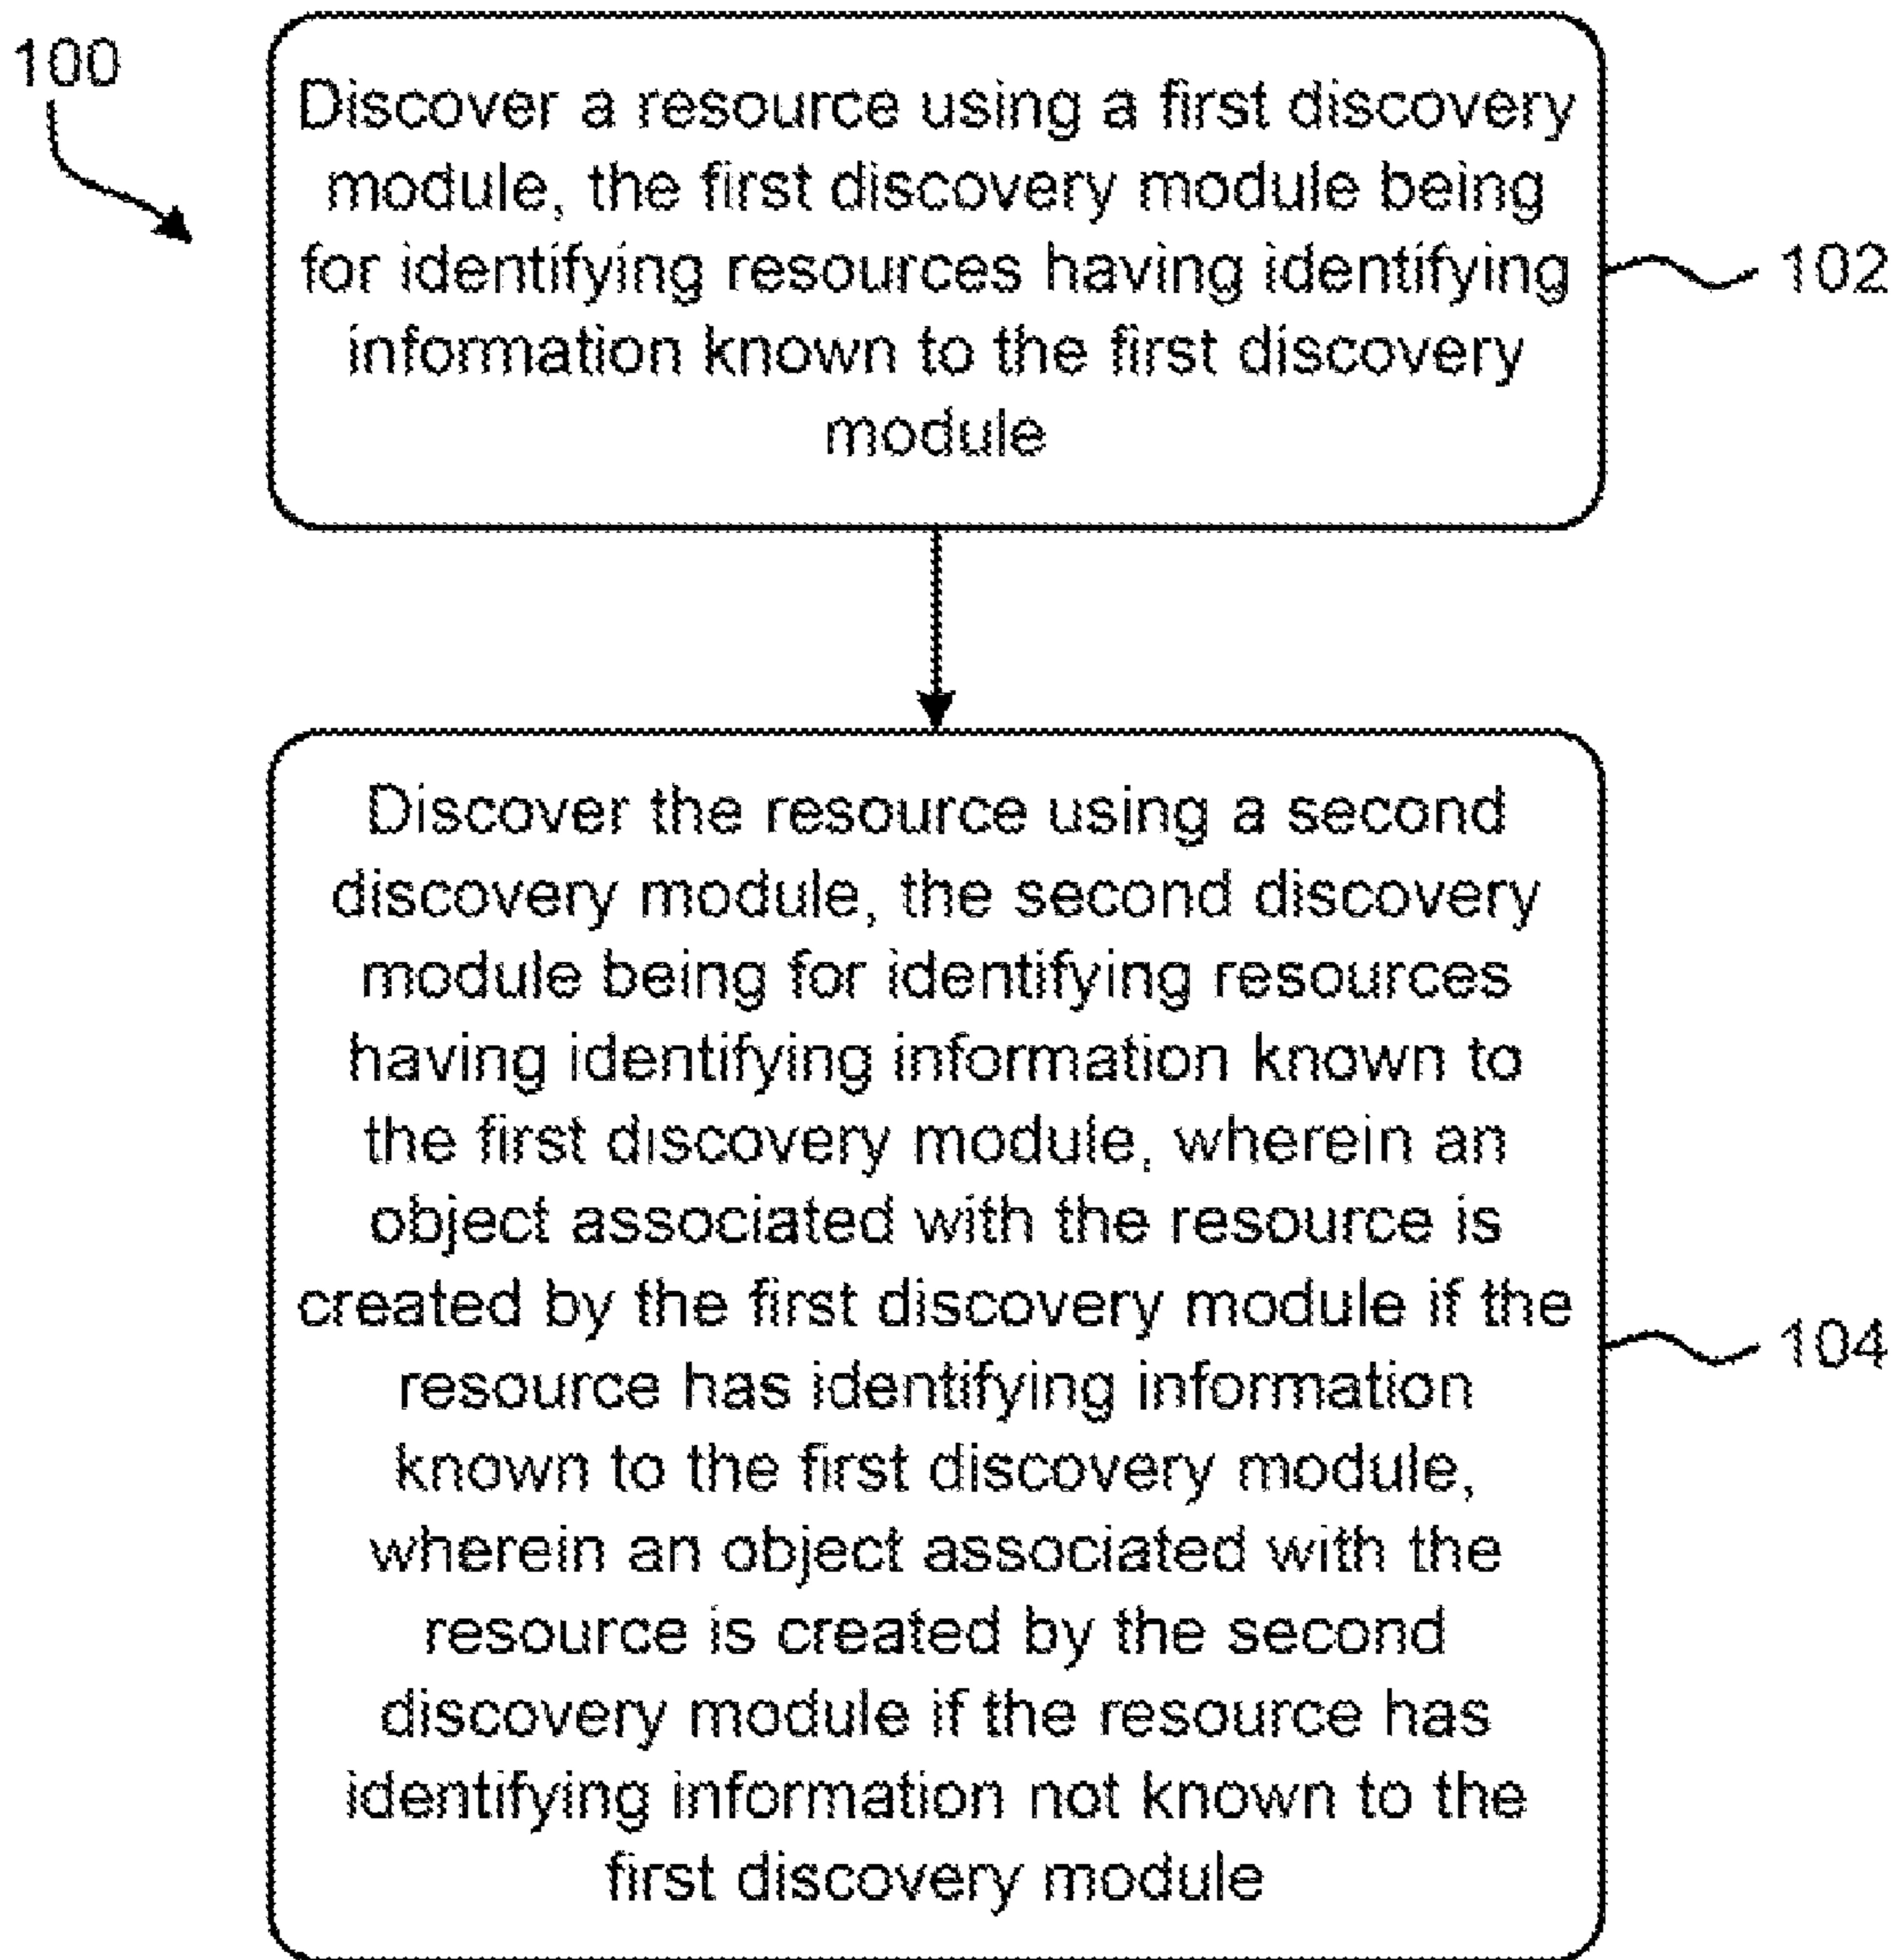 100
Discover a resource using a first discovery
module, the first discovery module being
for identifying resources having identifying
information known to the first discovery
module
102
Discover the resource using a second
discovery module, the second discovery
module being for identifying resources
having identifying information known to
the first discovery module, wherein an
object associated with the resource is
created by the first discovery module if the
resource has identifying information
known to the first discovery module,
wherein an object associated with the
resource is created by the second
discovery module if the resource has
identifying information not known to the
first discovery module
104